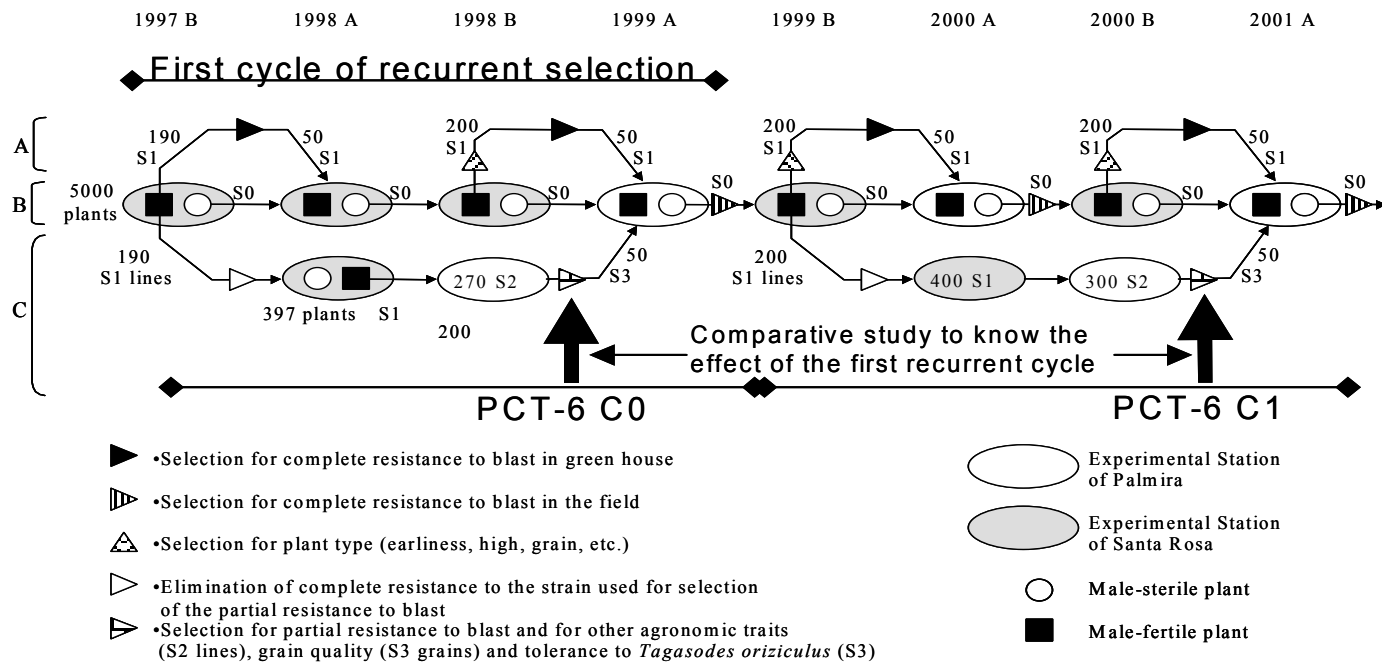 1997 B
1998 A
1998 B
1999 A
1999 B
2000 A
2000 B
2001 A
First cycle of recurrent selection
A
190
S1
50
S1
200
S1
50
S1
200
S1
50
S1
200
S1
50
S1
B
5000
plants
S0
S0
S0
S0
S0
S0
S0
S0
C
190
S1 lines
397 plants
S1
270 S2
200
50
S3
200
S1 lines
400 S1
300 S2
50
S3
Comparative study to know the
effect of the first recurrent cycle
PCT-6 C0
PCT-6 C1
•Selection for complete resistance to blast in green house
•Selection for complete resistance to blast in the field
•Selection for plant type (earliness, high, grain, etc.)
•Elimination of complete resistance to the strain used for selection
of the partial resistance to blast
•Selection for partial resistance to blast and for other agronomic traits
(S2 lines), grain quality (S3 grains) and tolerance to Tagasodes oriziculus (S3)
Experimental Station
of Palmira
Experimental Station
of Santa Rosa
Male-sterile plant
Male-fertile plant